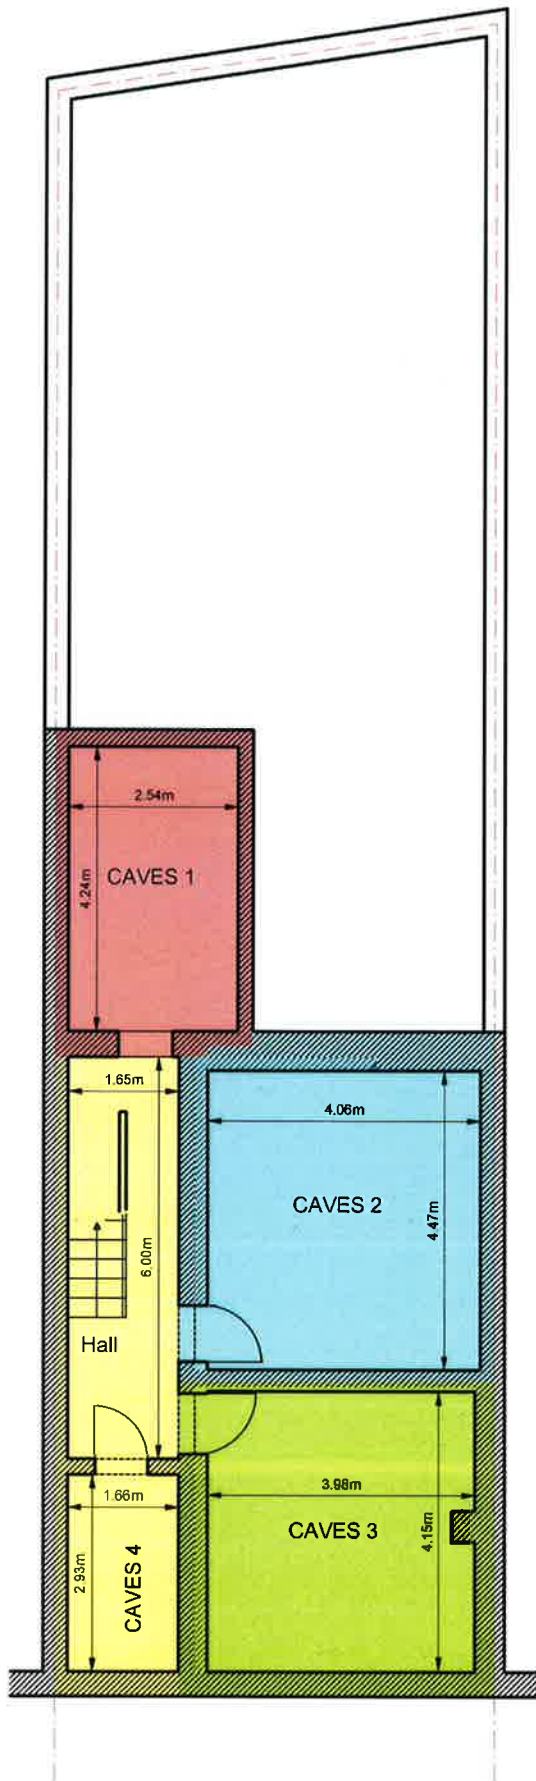 2.54m
4.24m
CAVES 1
1.65m
4.06m
CAVES 2
4.47m
6.00m
Hall
1.66m
3.98m
CAVES 3
4.15m
2.93m
CAVES 4